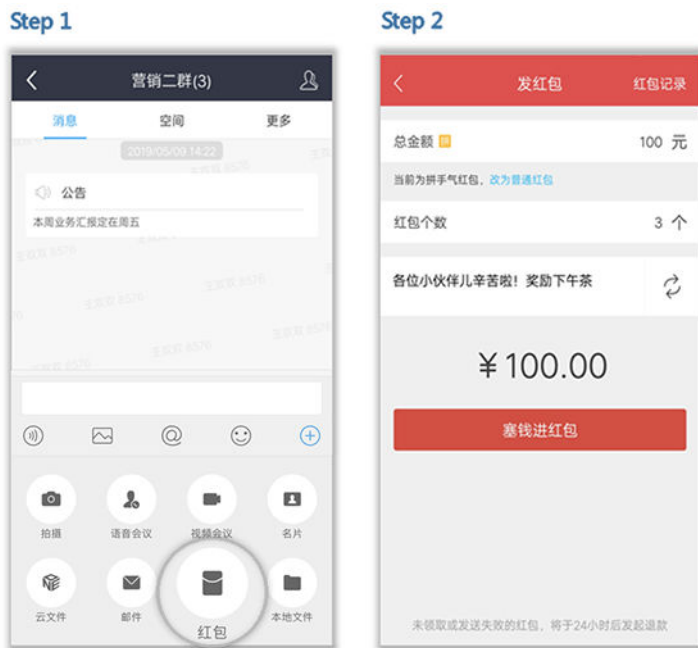 Step 1
Step 2
营销二群(3)
消息 空间 更多
2019/05/09 14:22
公告
本周业务汇报定在周五
王欢双 8576
拍摄 语音会议 视频会议 名片
云文件 邮件 红包 本地文件
发红包 红包记录
总金额 拼 100 元
当前为拼手气红包，改为普通红包
红包个数 3 个
各位小伙伴儿辛苦啦！奖励下午茶
￥100.00
塞钱进红包
未领取或发送失败的红包，将于24小时后发起退款